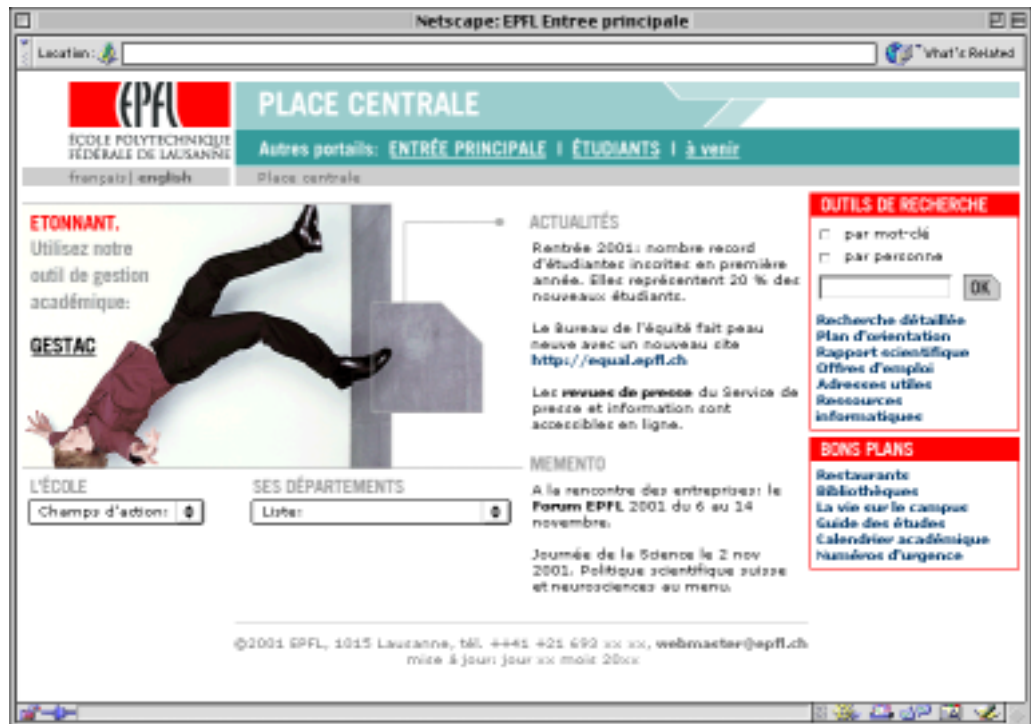 Netscape: EPFL Entree principale
Location:
What's Related
EPFL
ÉCOLE POLYTECHNIQUE
FÉDÉRALE DE LAUSANNE
PLACE CENTRALE
Autres portails: ENTRÉE PRINCIPALE | ÉTUDIANTS | à venir
français| english
Place centrale
ETONNANT.
Utilisez notre
outil de gestion
académique:
GESTAC
L'ÉCOLE
Champs d'action:
SES DÉPARTEMENTS
Liste:
ACTUALITÉS
Rentrée 2001: nombre record
d'étudiantes inscrites en première
année. Elles représentent 20 % des
nouveaux étudiants.
Le Bureau de l'équité fait peau
neuve avec un nouveau site
https://equal.epfl.ch
Les revues de presse du Service de
presse et information sont
accessibles en ligne.
MEMENTO
A la rencontre des entreprises: le
Forum EPFL 2001 du 6 au 14
novembre.
Journée de la Science le 2 nov
2001. Politique scientifique suisse
et neurosciences au menu.
OUTILS DE RECHERCHE
par mot-clé
par personne
OK
Recherche détaillée
Plan d'orientation
Rapport scientifique
Offres d'emploi
Adresses utiles
Ressources
informatiques
BONS PLANS
Restaurants
Bibliothèques
La vie sur le campus
Guide des études
Calendrier académique
Numéros d'urgence
©2001 EPFL, 1015 Lausanne, tél. ++41 +21 693 xx xx, webmaster@epfl.ch
mise à jour: jour xx mois 20xx